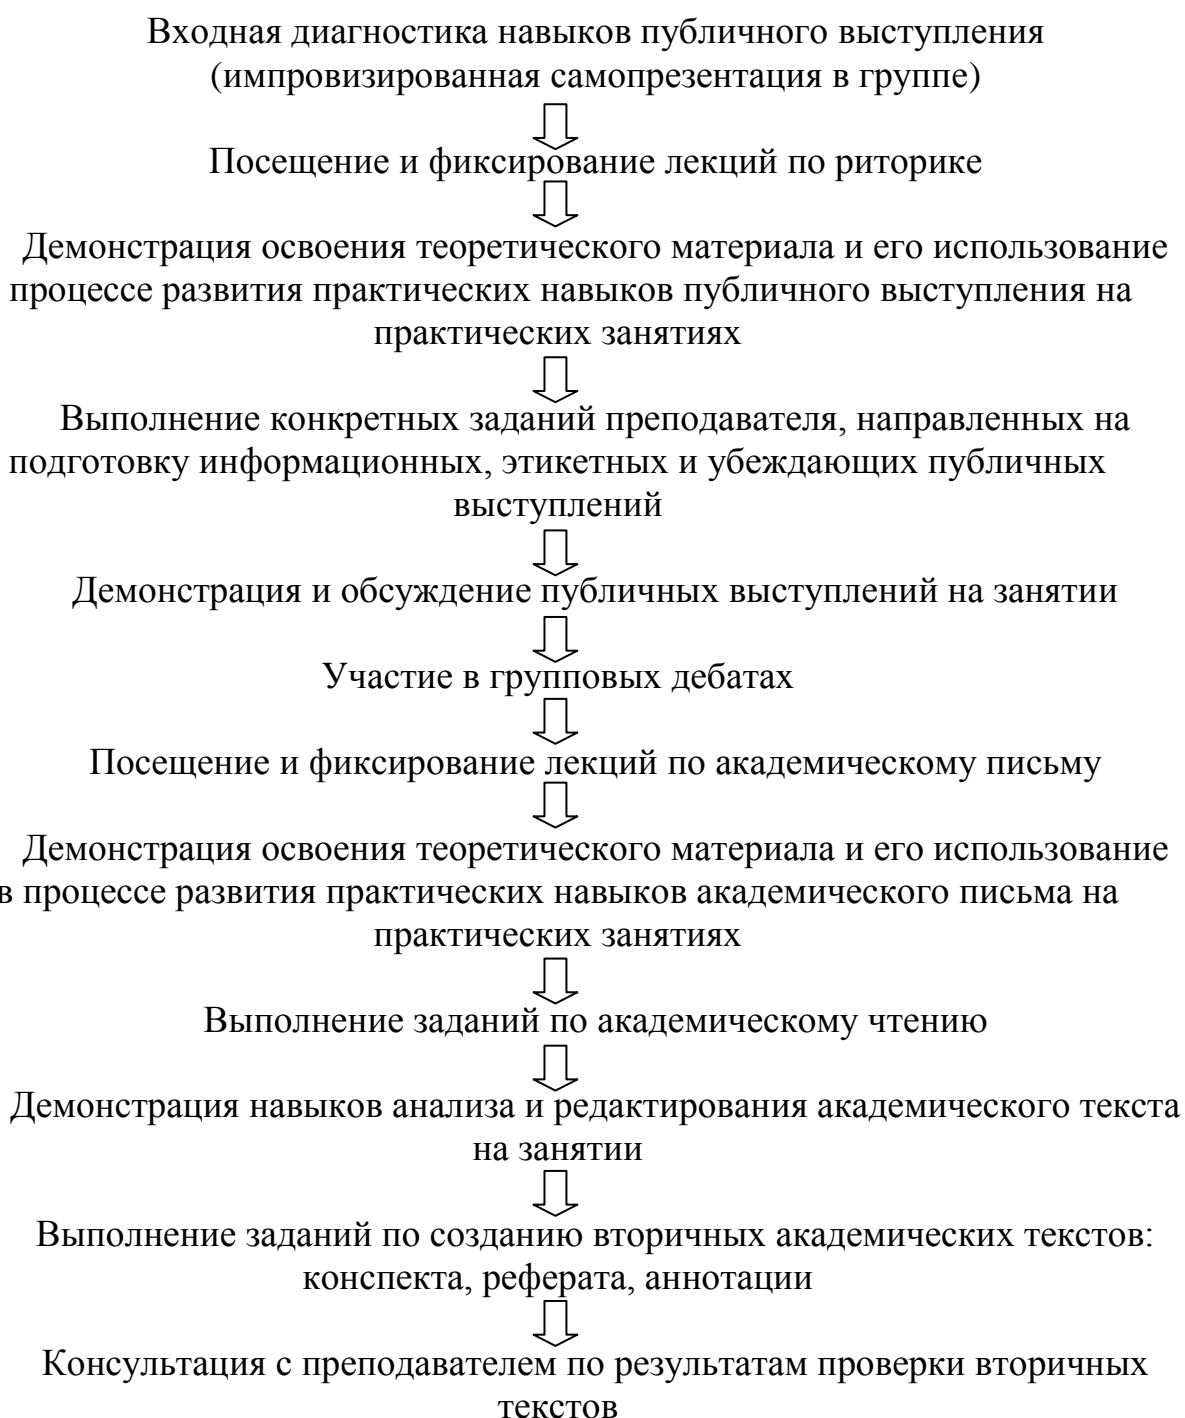 Входная диагностика навыков публичного выступления
(импровизированная самопрезентация в группе)
Посещение и фиксирование лекций по риторике
Демонстрация освоения теоретического материала и его использование
процессе развития практических навыков публичного выступления на
практических занятиях
Выполнение конкретных заданий преподавателя, направленных на
подготовку информационных, этикетных и убеждающих публичных
выступлений
Демонстрация и обсуждение публичных выступлений на занятии
Участие в групповых дебатах
Посещение и фиксирование лекций по академическому письму
Демонстрация освоения теоретического материала и его использование
в процессе развития практических навыков академического письма на
практических занятиях
Выполнение заданий по академическому чтению
Демонстрация навыков анализа и редактирования академического текста
на занятии
Выполнение заданий по созданию вторичных академических текстов:
конспекта, реферата, аннотации
Консультация с преподавателем по результатам проверки вторичных
текстов